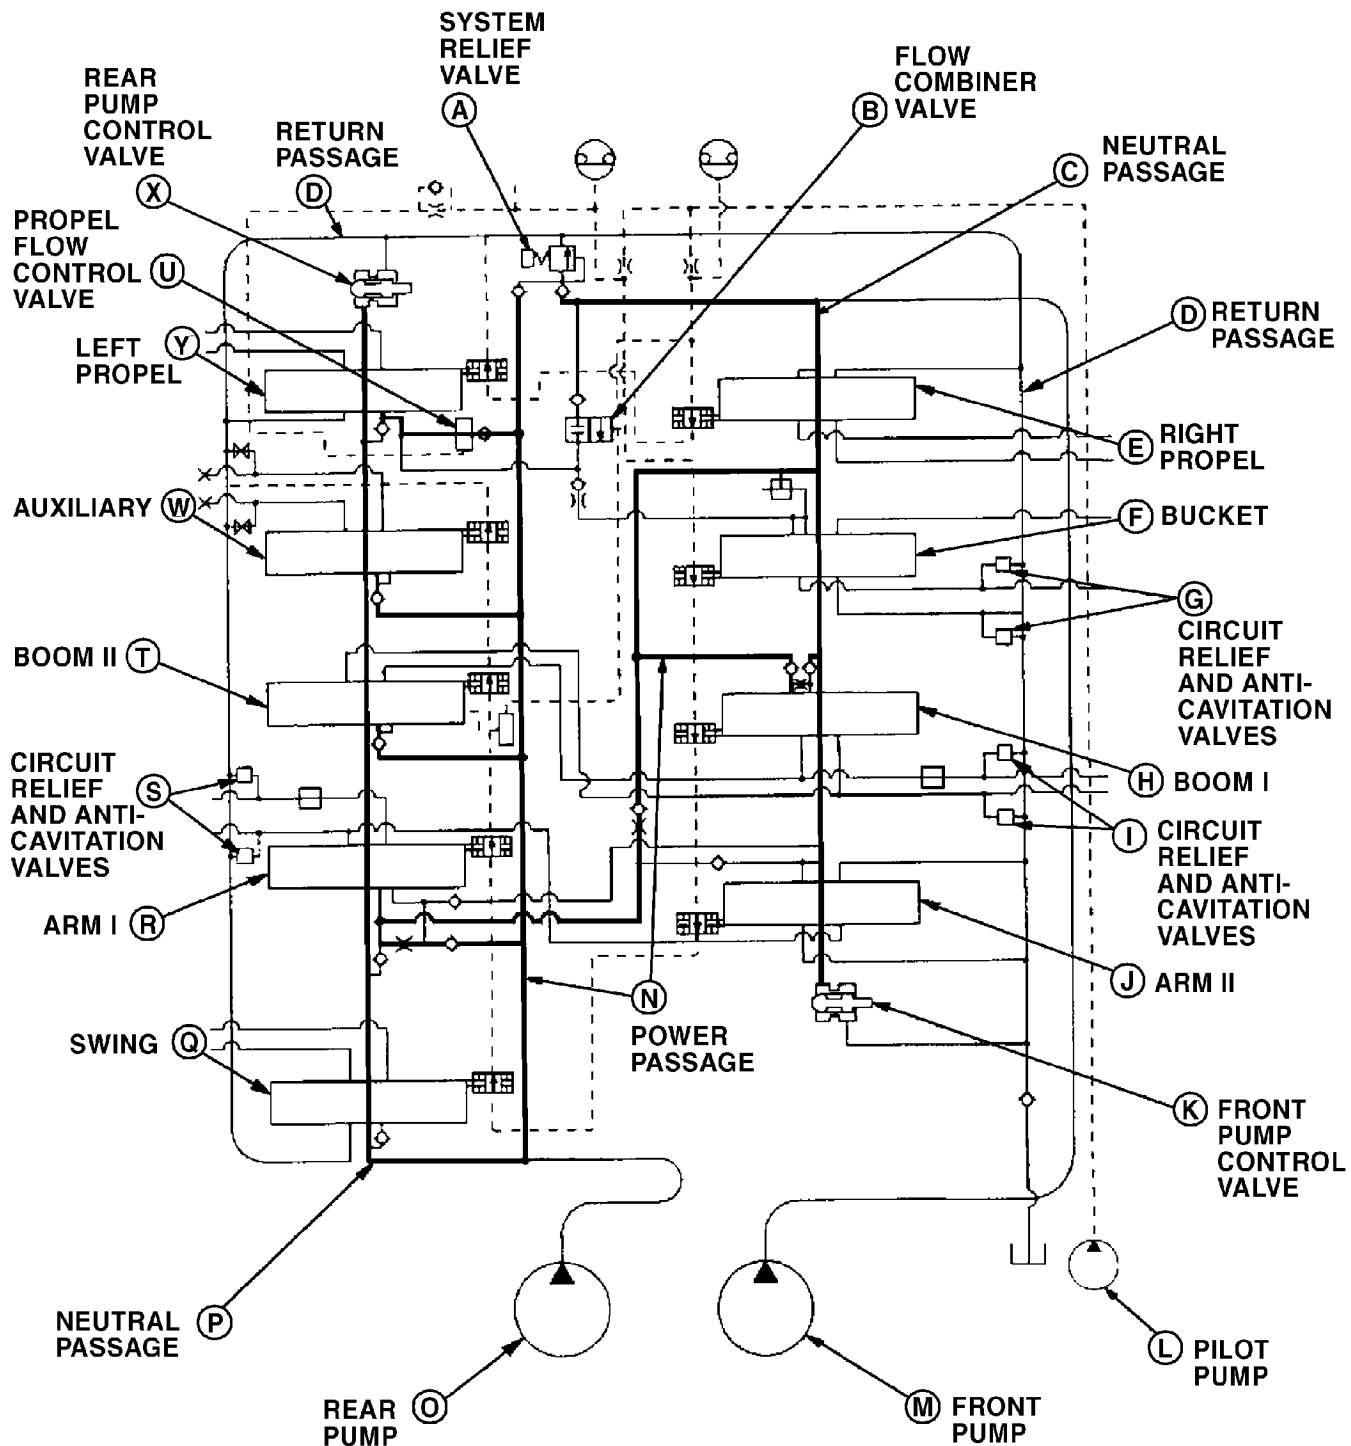 SYSTEM
RELIEF
VALVE
A
FLOW
COMBINER
VALVE
B
REAR
PUMP
CONTROL
VALVE
X
RETURN
PASSAGE
D
NEUTRAL
PASSAGE
C
PROPEL
FLOW
CONTROL
VALVE
U
D RETURN
PASSAGE
LEFT
PROPEL
Y
E RIGHT
PROPEL
AUXILIARY W
F BUCKET
G
CIRCUIT
RELIEF
AND ANTI-
CAVITATION
VALVES
BOOM II T
CIRCUIT
RELIEF
AND ANTI-
CAVITATION
VALVES
S
H BOOM I
I CIRCUIT
RELIEF
AND ANTI-
CAVITATION
VALVES
ARM I R
J ARM II
N
POWER
PASSAGE
SWING Q
K FRONT
PUMP
CONTROL
VALVE
NEUTRAL
PASSAGE
P
L PILOT
PUMP
REAR
PUMP
O
M FRONT
PUMP